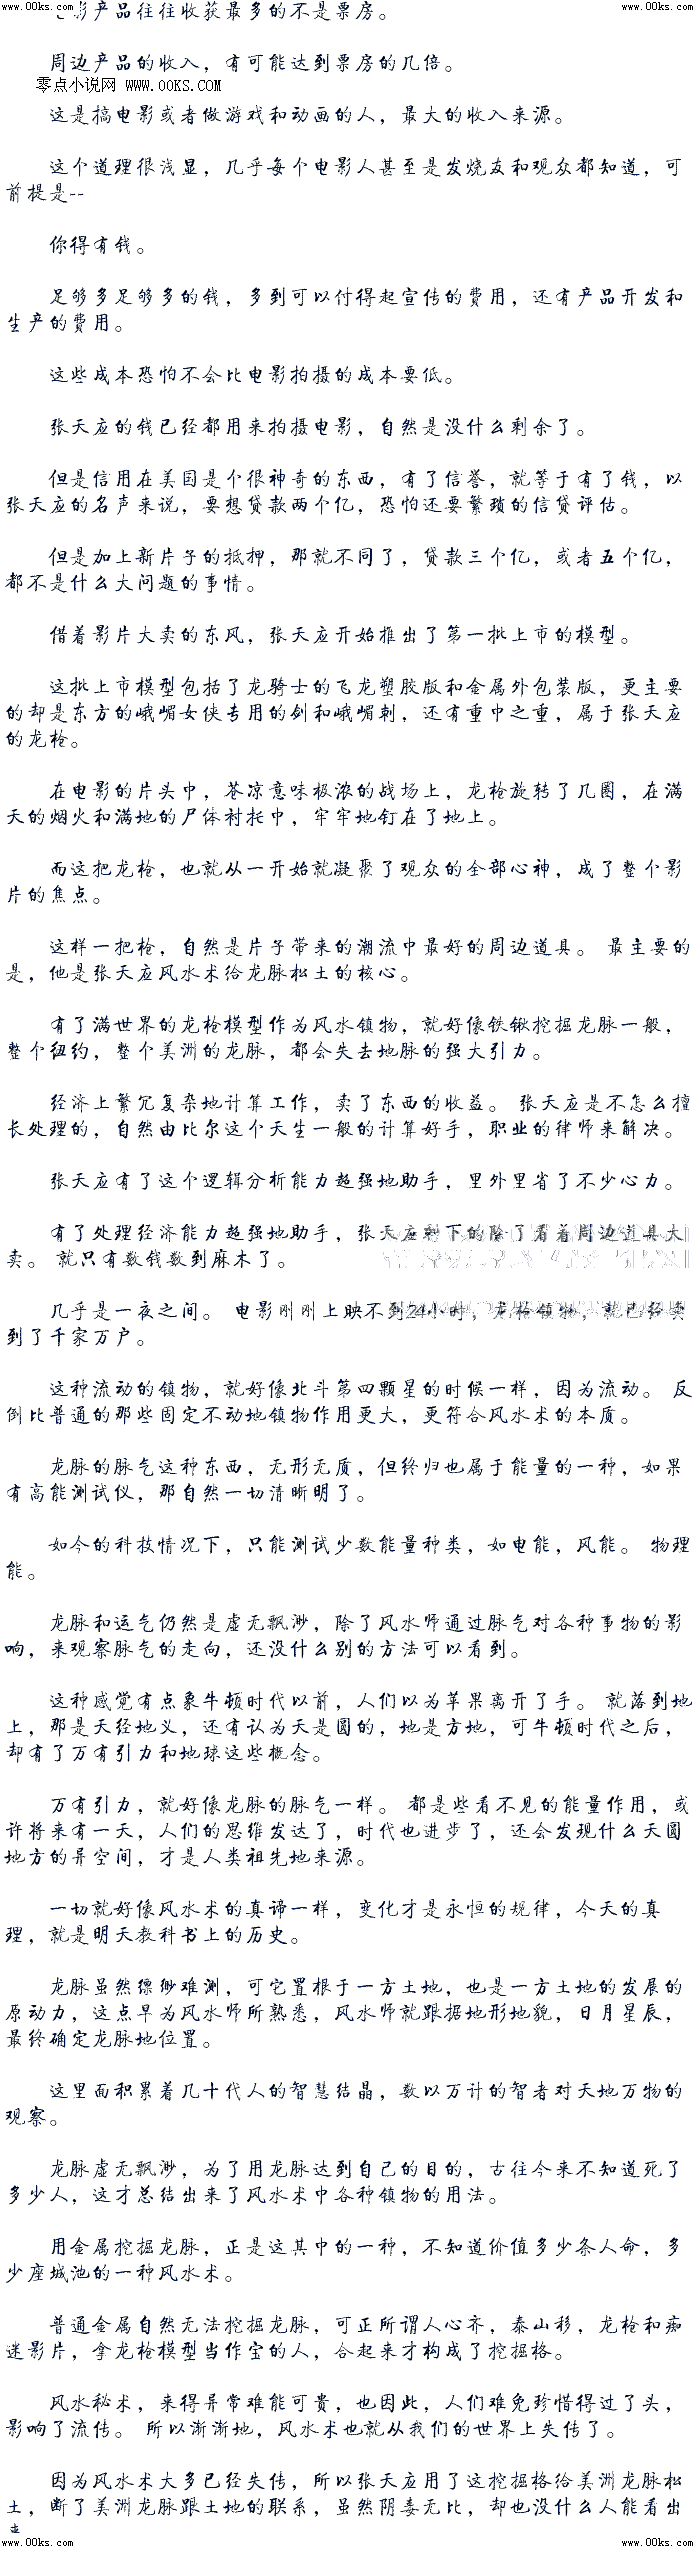 www.00ks.com www.00ks.com
影产品往往收获最多的不是票房。
周边产品的收入，有可能达到票房的几倍。
零点小说网 www.00KS.COM
这是搞电影或者做游戏和动画的人，最大的收入来源。
这个道理很浅显，几乎每个电影人甚至是发烧友和观众都知道，可
前提是--
你得有钱。
足够多足够多的钱，多到可以付得起宣传的费用，还有产品开发和
生产的费用。
这些成本恐怕不会比电影拍摄的成本要低。
张天应的钱已经都用来拍摄电影，自然是没什么剩余了。
但是信用在美国是个很神奇的东西，有了信誉，就等于有了钱，以
张天应的名声来说，要想贷款两个亿，恐怕还要繁琐的信贷评估。
但是加上新片子的抵押，那就不同了，贷款三个亿，或者五个亿，
都不是什么大问题的事情。
借着影片大卖的东风，张天应开始推出了第一批上市的模型。
这批上市模型包括了龙骑士的飞龙塑胶版和金属外包装版，更主要
的却是东方的峨嵋女侠专用的剑和峨嵋刺，还有重中之重，属于张天应
的龙枪。
在电影的片头中，苍凉意味极浓的战场上，龙枪旋转了几圈，在满
天的烟火和满地的尸体衬托中，牢牢地钉在了地上。
而这把龙枪，也就从一开始就凝聚了观众的全部心神，成了整个影
片的焦点。
这样一把枪，自然是片子带来的潮流中最好的周边道具。 最主要的
是，他是张天应风水术给龙脉松土的核心。
有了满世界的龙枪模型作为风水镇物，就好像铁锹挖掘龙脉一般，
整个纽约，整个美洲的龙脉，都会失去地脉的强大引力。
经济上繁冗复杂地计算工作，卖了东西的收益。 张天应是不怎么擅
长处理的，自然由比尔这个天生一般的计算好手，职业的律师来解决。
张天应有了这个逻辑分析能力超强地助手，里外里省了不少心力。
有了处理经济能力超强地助手，张天应剩下的除了看着周边道具大
卖。 就只有数钱数到麻木了。
几乎是一夜之间。 电影刚刚上映不到24小时，龙枪镇物，就已经卖
到了千家万户。
这种流动的镇物，就好像北斗第四颗星的时候一样，因为流动。 反
倒比普通的那些固定不动地镇物作用更大，更符合风水术的本质。
龙脉的脉气这种东西，无形无质，但终归也属于能量的一种，如果
有高能测试仪，那自然一切清晰明了。
如今的科技情况下，只能测试少数能量种类，如电能，风能。 物理
能。
龙脉和运气仍然是虚无飘渺，除了风水师通过脉气对各种事物的影
响，来观察脉气的走向，还没什么别的方法可以看到。
这种感觉有点象牛顿时代以前，人们以为苹果离开了手。 就落到地
上，那是天经地义，还有认为天是圆的，地是方地，可牛顿时代之后，
却有了万有引力和地球这些概念。
万有引力，就好像龙脉的脉气一样。 都是些看不见的能量作用，或
许将来有一天，人们的思维发达了，时代也进步了，还会发现什么天圆
地方的异空间，才是人类祖先地来源。
一切就好像风水术的真谛一样，变化才是永恒的规律，今天的真
理，就是明天教科书上的历史。
龙脉虽然缥缈难测，可它置根于一方土地，也是一方土地的发展的
原动力，这点早为风水师所熟悉，风水师就跟据地形地貌，日月星辰，
最终确定龙脉地位置。
这里面积累着几十代人的智慧结晶，数以万计的智者对天地万物的
观察。
龙脉虚无飘渺，为了用龙脉达到自己的目的，古往今来不知道死了
多少人，这才总结出来了风水术中各种镇物的用法。
用金属挖掘龙脉，正是这其中的一种，不知道价值多少条人命，多
少座城池的一种风水术。
普通金属自然无法挖掘龙脉，可正所谓人心齐，泰山移，龙枪和痴
迷影片，拿龙枪模型当作宝的人，合起来才构成了挖掘格。
风水秘术，来得异常难能可贵，也因此，人们难免珍惜得过了头，
影响了流传。 所以渐渐地，风水术也就从我们的世界上失传了。
因为风水术大多已经失传，所以张天应用了这挖掘格给美洲龙脉松
土，断了美洲龙脉跟土地的联系，虽然阴毒无比，却也没什么人能看出
www.00ks.com www.00ks.com